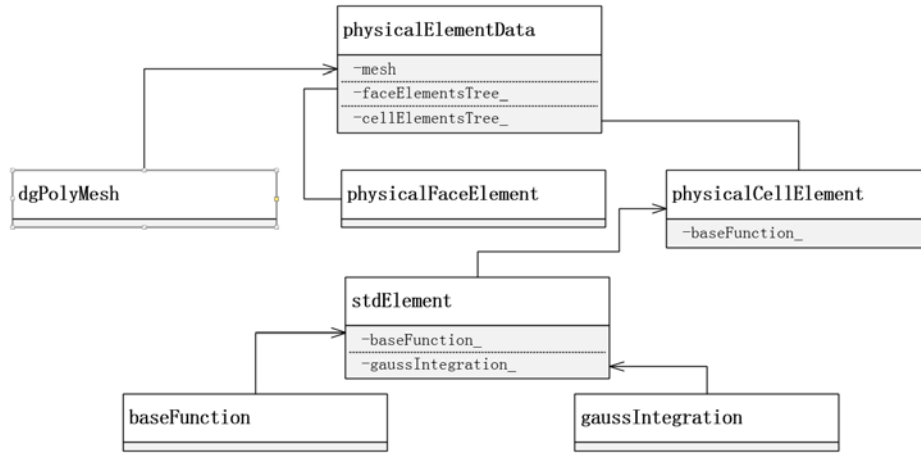 physicalElementData
-mesh
-faceElementsTree_
-cellElementsTree_
dgPolyMesh
physicalFaceElement
physicalCellElement
-baseFunction_
stdElement
-baseFunction_
-gaussIntegration_
baseFunction
gaussIntegration